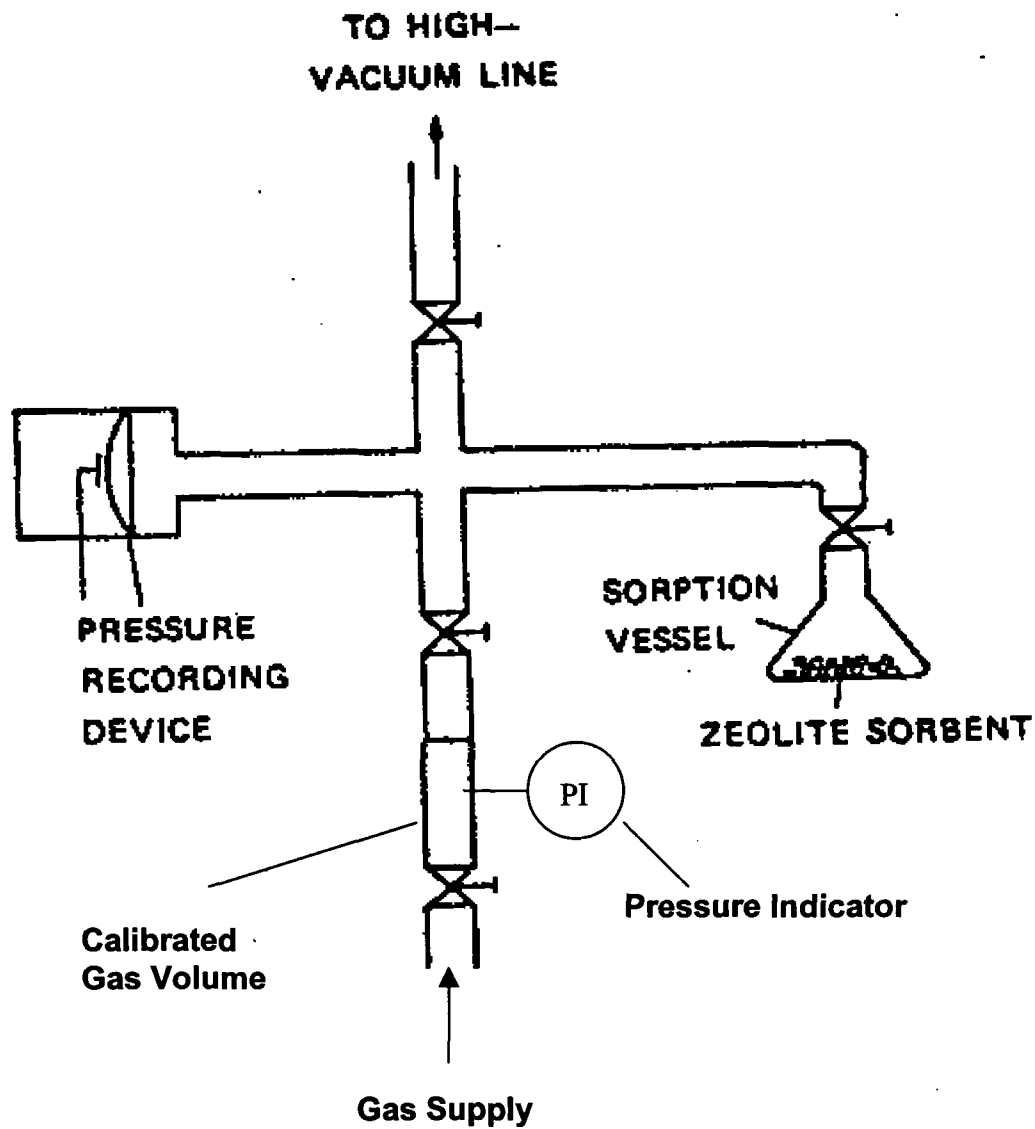 TO HIGH-
VACUUM LINE
PRESSURE
RECORDING
DEVICE
SORPTION
VESSEL
ZEOLITE SORBENT
PI
Pressure Indicator
Calibrated
Gas Volume
Gas Supply